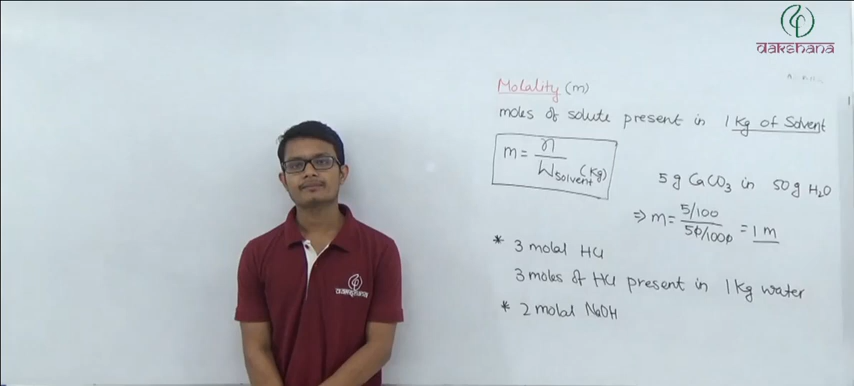 dakshana
Molality (m)
moles of solute present in 1 Kg of Solvent
m = n / Wsolvent (Kg)
5 g CaCO3 in 50 g H2O
⇒ m = 5/100 / 50/1000 = 1 m
* 3 molal HCl
3 moles of HCl present in 1 Kg water
* 2 molal NaOH